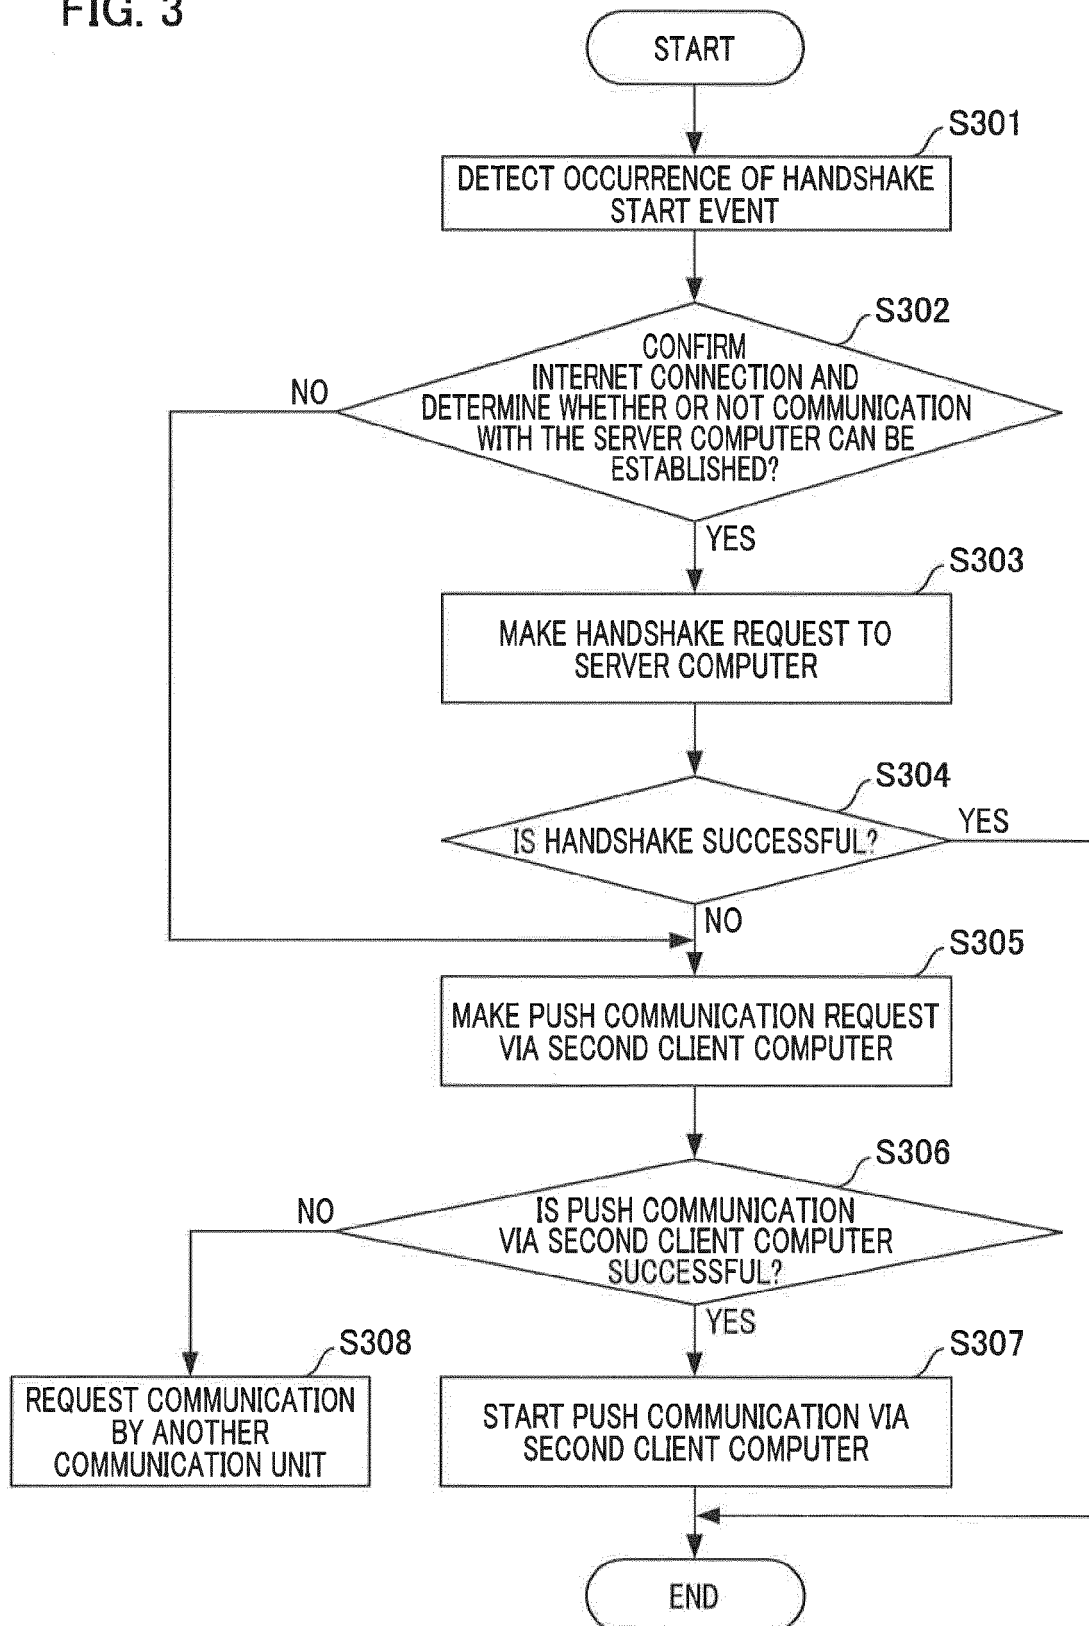 FIG. 3
START
S301
DETECT OCCURRENCE OF HANDSHAKE
START EVENT
S302
CONFIRM
INTERNET CONNECTION AND
DETERMINE WHETHER OR NOT COMMUNICATION
WITH THE SERVER COMPUTER CAN BE
ESTABLISHED?
NO
YES
S303
MAKE HANDSHAKE REQUEST TO
SERVER COMPUTER
S304
IS HANDSHAKE SUCCESSFUL?
YES
NO
S305
MAKE PUSH COMMUNICATION REQUEST
VIA SECOND CLIENT COMPUTER
S306
IS PUSH COMMUNICATION
VIA SECOND CLIENT COMPUTER
SUCCESSFUL?
NO
YES
S308
REQUEST COMMUNICATION
BY ANOTHER
COMMUNICATION UNIT
S307
START PUSH COMMUNICATION VIA
SECOND CLIENT COMPUTER
END